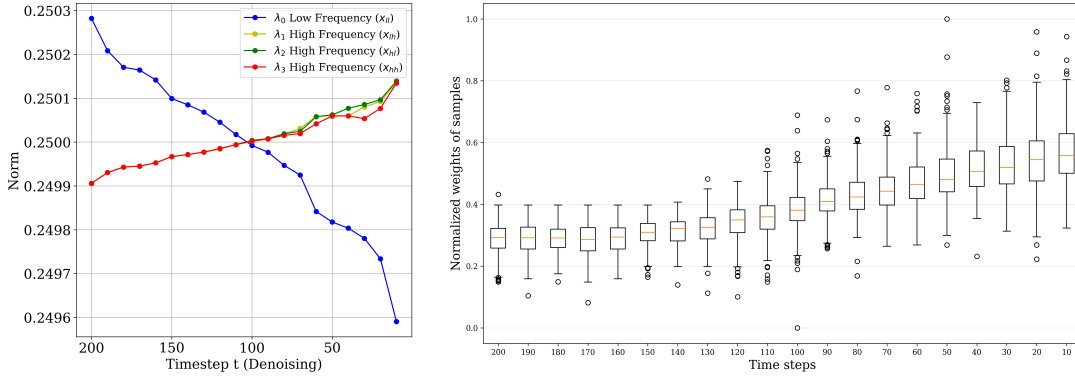 0.2503
0.2502
0.2501
0.2500
0.2499
0.2498
0.2497
0.2496
Norm
200
150
100
50
Timestep t (Denoising)
λ₀ Low Frequency (xₗₗ)
λ₁ High Frequency (xₗₕ)
λ₂ High Frequency (xₕₗ)
λ₃ High Frequency (xₕₕ)
1.0
0.8
0.6
0.4
0.2
0.0
Normalized weights of samples
200 190 180 170 160 150 140 130 120 110 100 90 80 70 60 50 40 30 20 10
Time steps